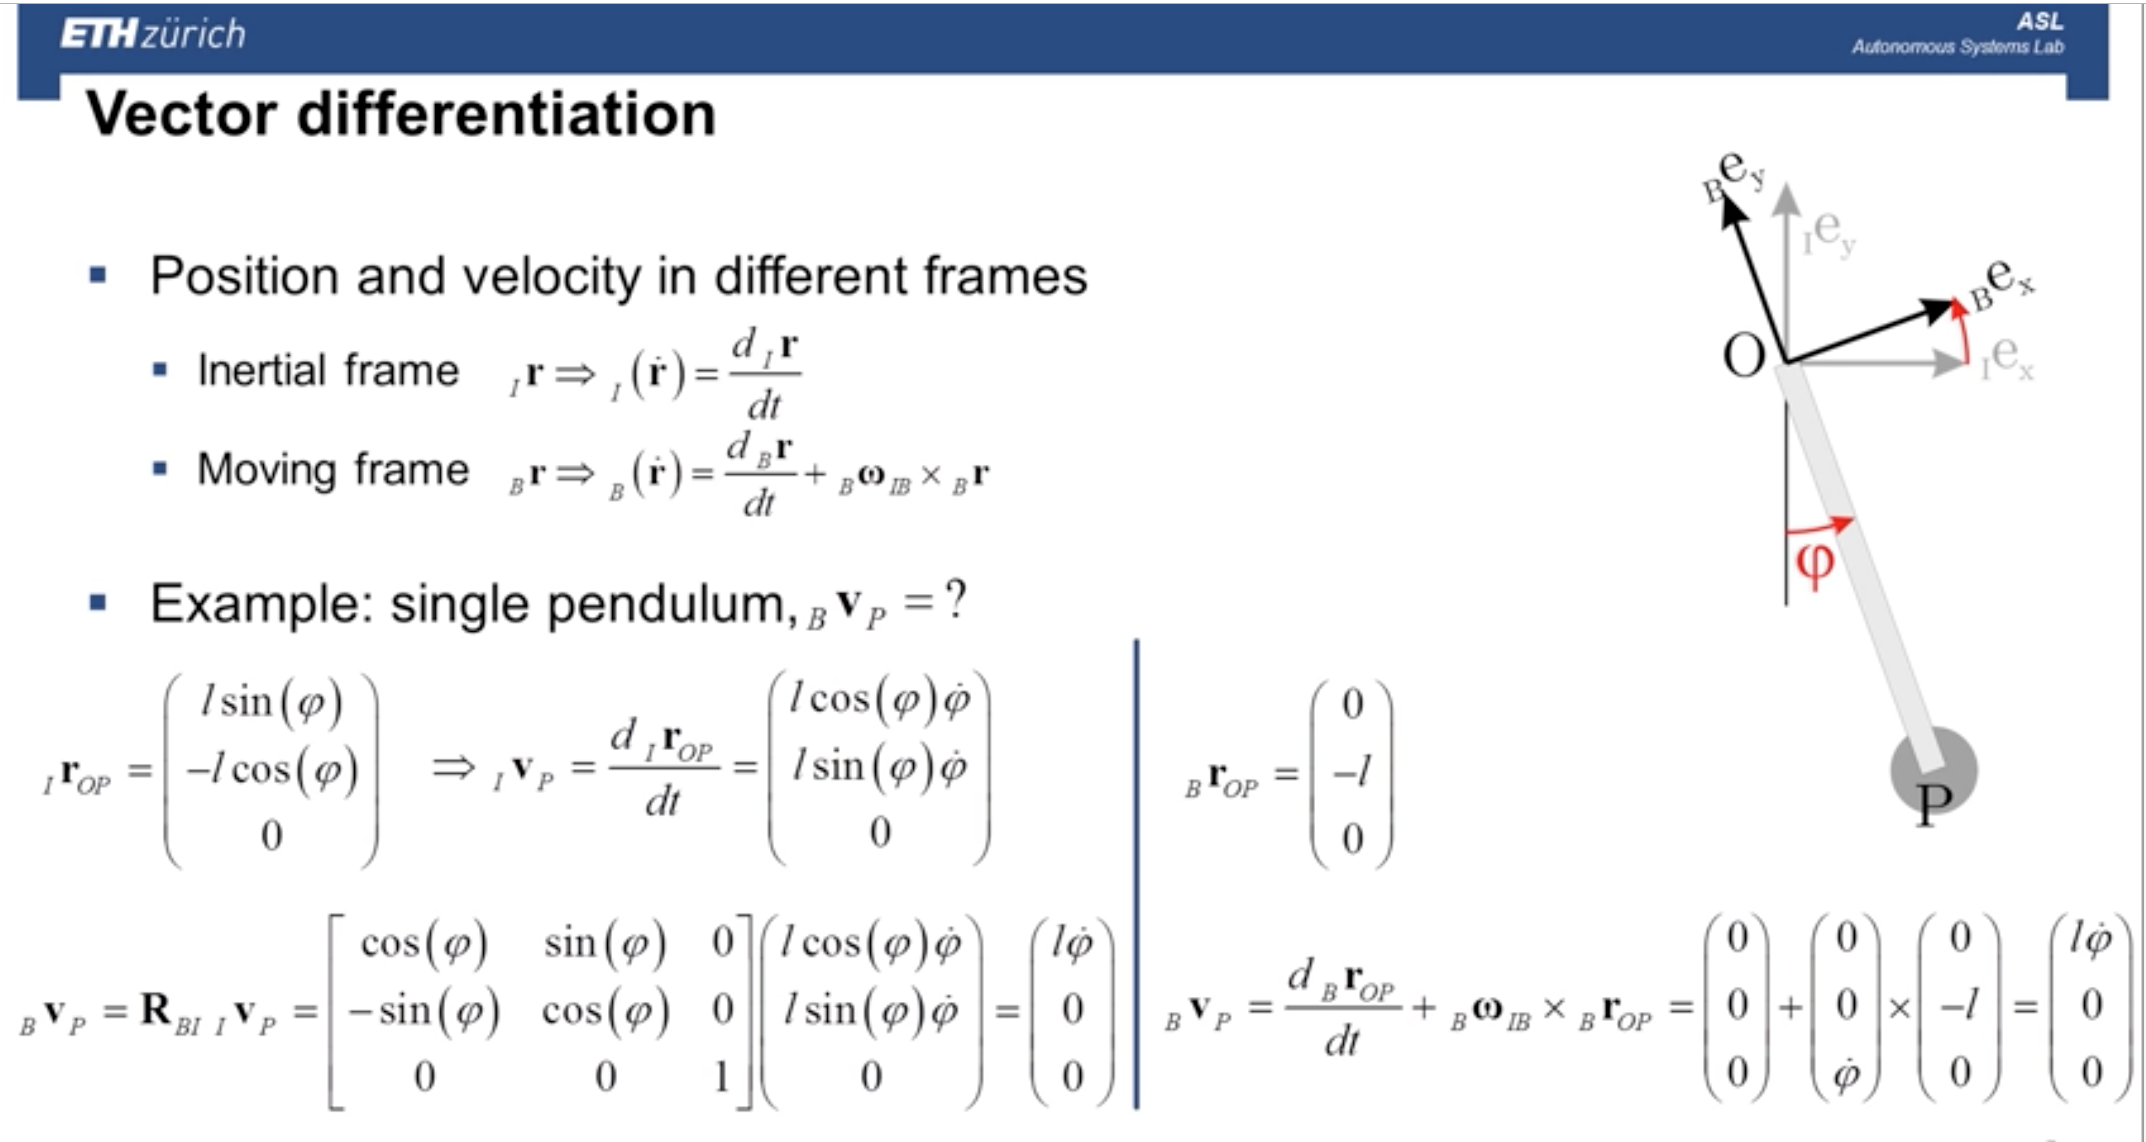 ETH zürich
ASL
Autonomous Systems Lab
Vector differentiation
▪ Position and velocity in different frames
▪ Inertial frame ${}_I\mathbf{r} \Rightarrow {}_I(\dot{\mathbf{r}}) = \frac{d\,{}_I\mathbf{r}}{dt}$
▪ Moving frame ${}_B\mathbf{r} \Rightarrow {}_B(\dot{\mathbf{r}}) = \frac{d\,{}_B\mathbf{r}}{dt} + {}_B\boldsymbol{\omega}_{IB} \times {}_B\mathbf{r}$
▪ Example: single pendulum, ${}_B\mathbf{v}_P = ?$
${}_I\mathbf{r}_{OP} = \begin{pmatrix} l\sin(\varphi) \\ -l\cos(\varphi) \\ 0 \end{pmatrix} \Rightarrow {}_I\mathbf{v}_P = \frac{d\,{}_I\mathbf{r}_{OP}}{dt} = \begin{pmatrix} l\cos(\varphi)\dot{\varphi} \\ l\sin(\varphi)\dot{\varphi} \\ 0 \end{pmatrix}$
${}_B\mathbf{v}_P = \mathbf{R}_{BI}\,{}_I\mathbf{v}_P = \begin{bmatrix} \cos(\varphi) & \sin(\varphi) & 0 \\ -\sin(\varphi) & \cos(\varphi) & 0 \\ 0 & 0 & 1 \end{bmatrix} \begin{pmatrix} l\cos(\varphi)\dot{\varphi} \\ l\sin(\varphi)\dot{\varphi} \\ 0 \end{pmatrix} = \begin{pmatrix} l\dot{\varphi} \\ 0 \\ 0 \end{pmatrix}$
${}_B\mathbf{r}_{OP} = \begin{pmatrix} 0 \\ -l \\ 0 \end{pmatrix}$
${}_B\mathbf{v}_P = \frac{d\,{}_B\mathbf{r}_{OP}}{dt} + {}_B\boldsymbol{\omega}_{IB} \times {}_B\mathbf{r}_{OP} = \begin{pmatrix} 0 \\ 0 \\ 0 \end{pmatrix} + \begin{pmatrix} 0 \\ 0 \\ \dot{\varphi} \end{pmatrix} \times \begin{pmatrix} 0 \\ -l \\ 0 \end{pmatrix} = \begin{pmatrix} l\dot{\varphi} \\ 0 \\ 0 \end{pmatrix}$
${}_B e_y$
${}_I e_y$
${}_B e_x$
O
${}_I e_x$
φ
P